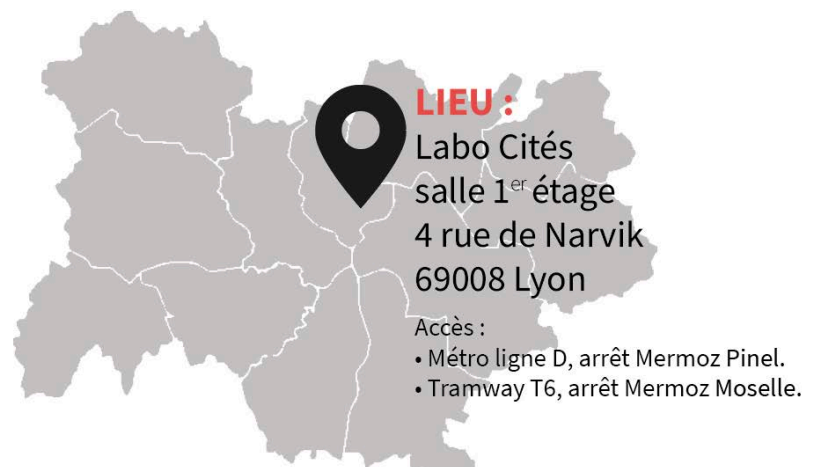 LIEU :
Labo Cités
salle 1er étage
4 rue de Narvik
69008 Lyon
Accès :
• Métro ligne D, arrêt Mermoz Pinel.
• Tramway T6, arrêt Mermoz Moselle.